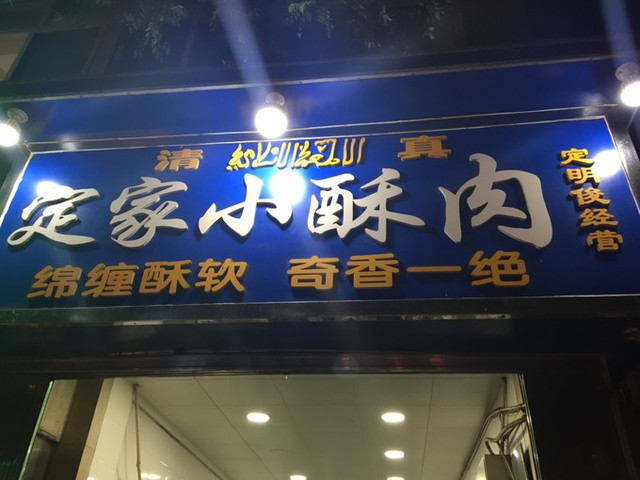 清 真
定家小酥肉
绵缠酥软 奇香一绝
定明俊经营